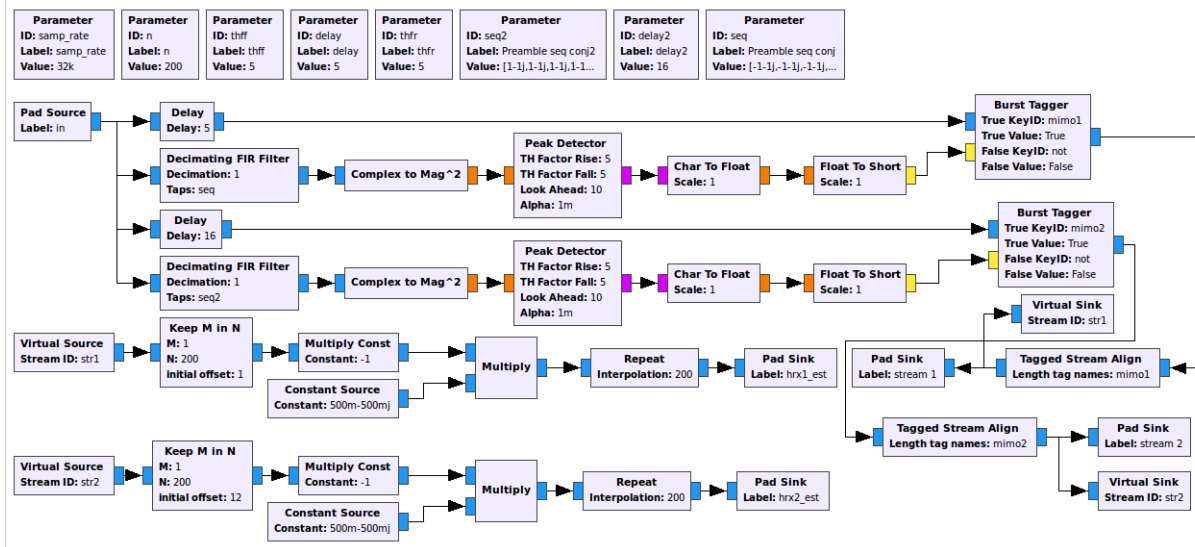 Parameter
ID: samp_rate
Label: samp_rate
Value: 32k
Parameter
ID: n
Label: n
Value: 200
Parameter
ID: thff
Label: thff
Value: 5
Parameter
ID: delay
Label: delay
Value: 5
Parameter
ID: thfr
Label: thfr
Value: 5
Parameter
ID: seq2
Label: Preamble seq conj2
Value: [1-1j,1-1j,1-1j,1-1...
Parameter
ID: delay2
Label: delay2
Value: 16
Parameter
ID: seq
Label: Preamble seq conj
Value: [-1-1j,-1-1j,-1-1j,...
Pad Source
Label: in
Delay
Delay: 5
Burst Tagger
True KeyID: mimo1
True Value: True
False KeyID: not
False Value: False
Decimating FIR Filter
Decimation: 1
Taps: seq
Complex to Mag^2
Peak Detector
TH Factor Rise: 5
TH Factor Fall: 5
Look Ahead: 10
Alpha: 1m
Char To Float
Scale: 1
Float To Short
Scale: 1
Delay
Delay: 16
Burst Tagger
True KeyID: mimo2
True Value: True
False KeyID: not
False Value: False
Decimating FIR Filter
Decimation: 1
Taps: seq2
Complex to Mag^2
Peak Detector
TH Factor Rise: 5
TH Factor Fall: 5
Look Ahead: 10
Alpha: 1m
Char To Float
Scale: 1
Float To Short
Scale: 1
Virtual Sink
Stream ID: str1
Virtual Source
Stream ID: str1
Keep M in N
M: 1
N: 200
initial offset: 1
Multiply Const
Constant: -1
Constant Source
Constant: 500m-500mj
Multiply
Repeat
Interpolation: 200
Pad Sink
Label: hrx1_est
Pad Sink
Label: stream 1
Tagged Stream Align
Length tag names: mimo1
Tagged Stream Align
Length tag names: mimo2
Pad Sink
Label: stream 2
Virtual Source
Stream ID: str2
Keep M in N
M: 1
N: 200
initial offset: 12
Multiply Const
Constant: -1
Constant Source
Constant: 500m-500mj
Multiply
Repeat
Interpolation: 200
Pad Sink
Label: hrx2_est
Virtual Sink
Stream ID: str2